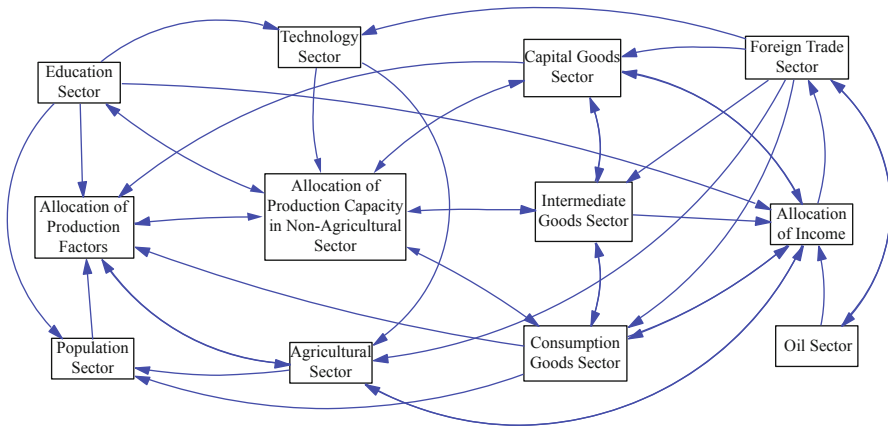 Technology
Sector
Capital Goods
Sector
Foreign Trade
Sector
Education
Sector
Allocation of
Production
Factors
Allocation of
Production Capacity
in Non-Agricultural
Sector
Intermediate
Goods Sector
Allocation
of Income
Population
Sector
Agricultural
Sector
Consumption
Goods Sector
Oil Sector